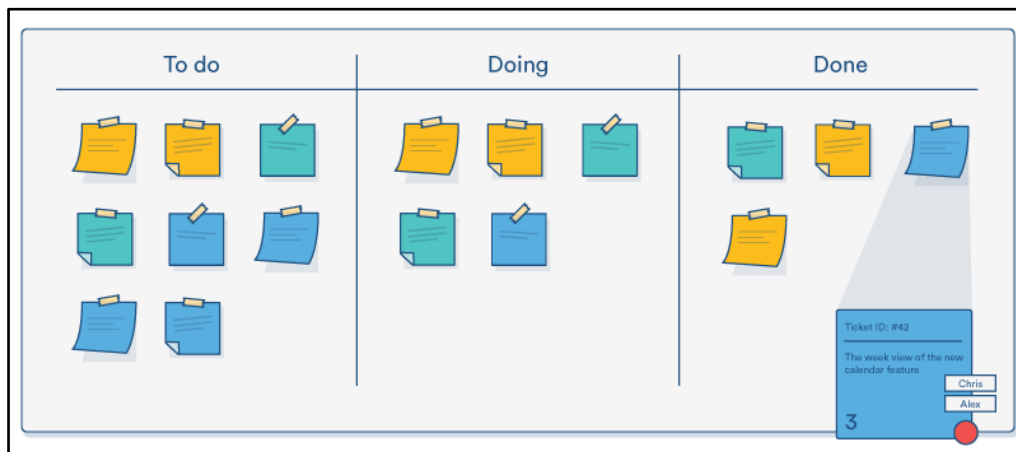 To do
Doing
Done
Ticket ID: #42
The week view of the new
calendar feature
Chris
Alex
3